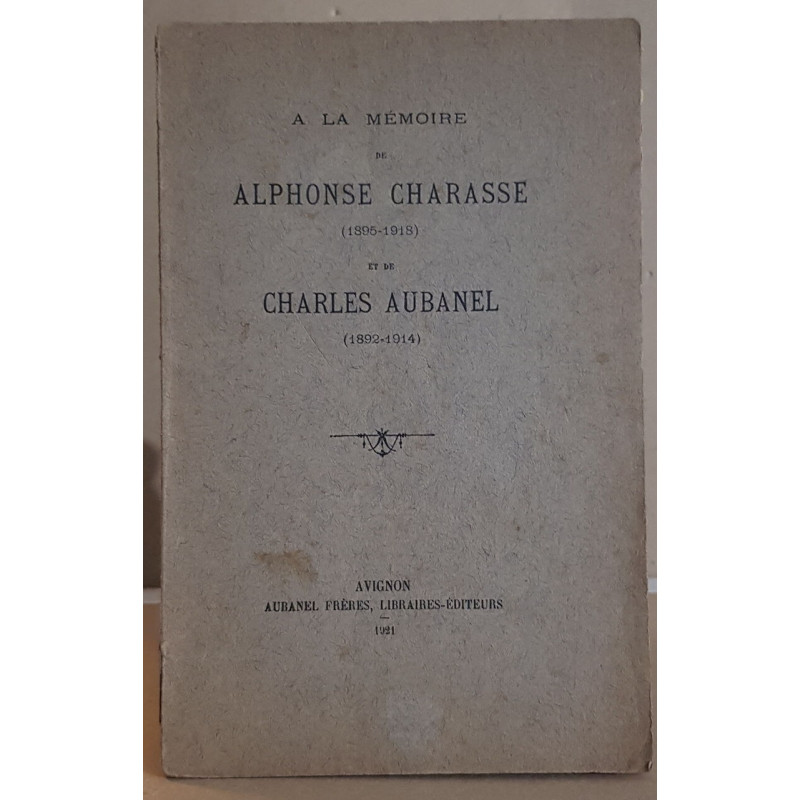 A LA MÉMOIRE
DE
ALPHONSE CHARASSE
(1895-1918)
ET DE
CHARLES AUBANEL
(1892-1914)
AVIGNON
AUBANEL FRÈRES, LIBRAIRES-ÉDITEURS
1921